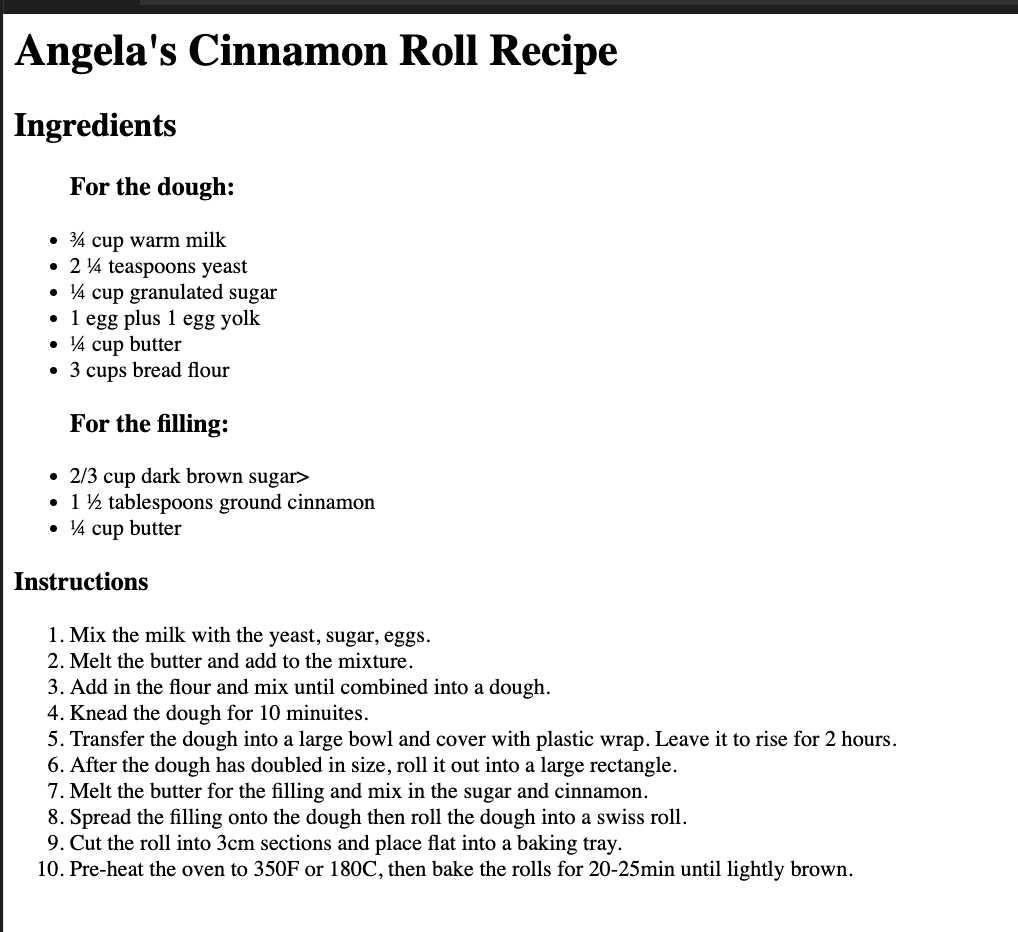 Angela's Cinnamon Roll Recipe
Ingredients
For the dough:
• ¾ cup warm milk
• 2 ¼ teaspoons yeast
• ¼ cup granulated sugar
• 1 egg plus 1 egg yolk
• ¼ cup butter
• 3 cups bread flour
For the filling:
• 2/3 cup dark brown sugar>
• 1 ½ tablespoons ground cinnamon
• ¼ cup butter
Instructions
1. Mix the milk with the yeast, sugar, eggs.
2. Melt the butter and add to the mixture.
3. Add in the flour and mix until combined into a dough.
4. Knead the dough for 10 minuites.
5. Transfer the dough into a large bowl and cover with plastic wrap. Leave it to rise for 2 hours.
6. After the dough has doubled in size, roll it out into a large rectangle.
7. Melt the butter for the filling and mix in the sugar and cinnamon.
8. Spread the filling onto the dough then roll the dough into a swiss roll.
9. Cut the roll into 3cm sections and place flat into a baking tray.
10. Pre-heat the oven to 350F or 180C, then bake the rolls for 20-25min until lightly brown.